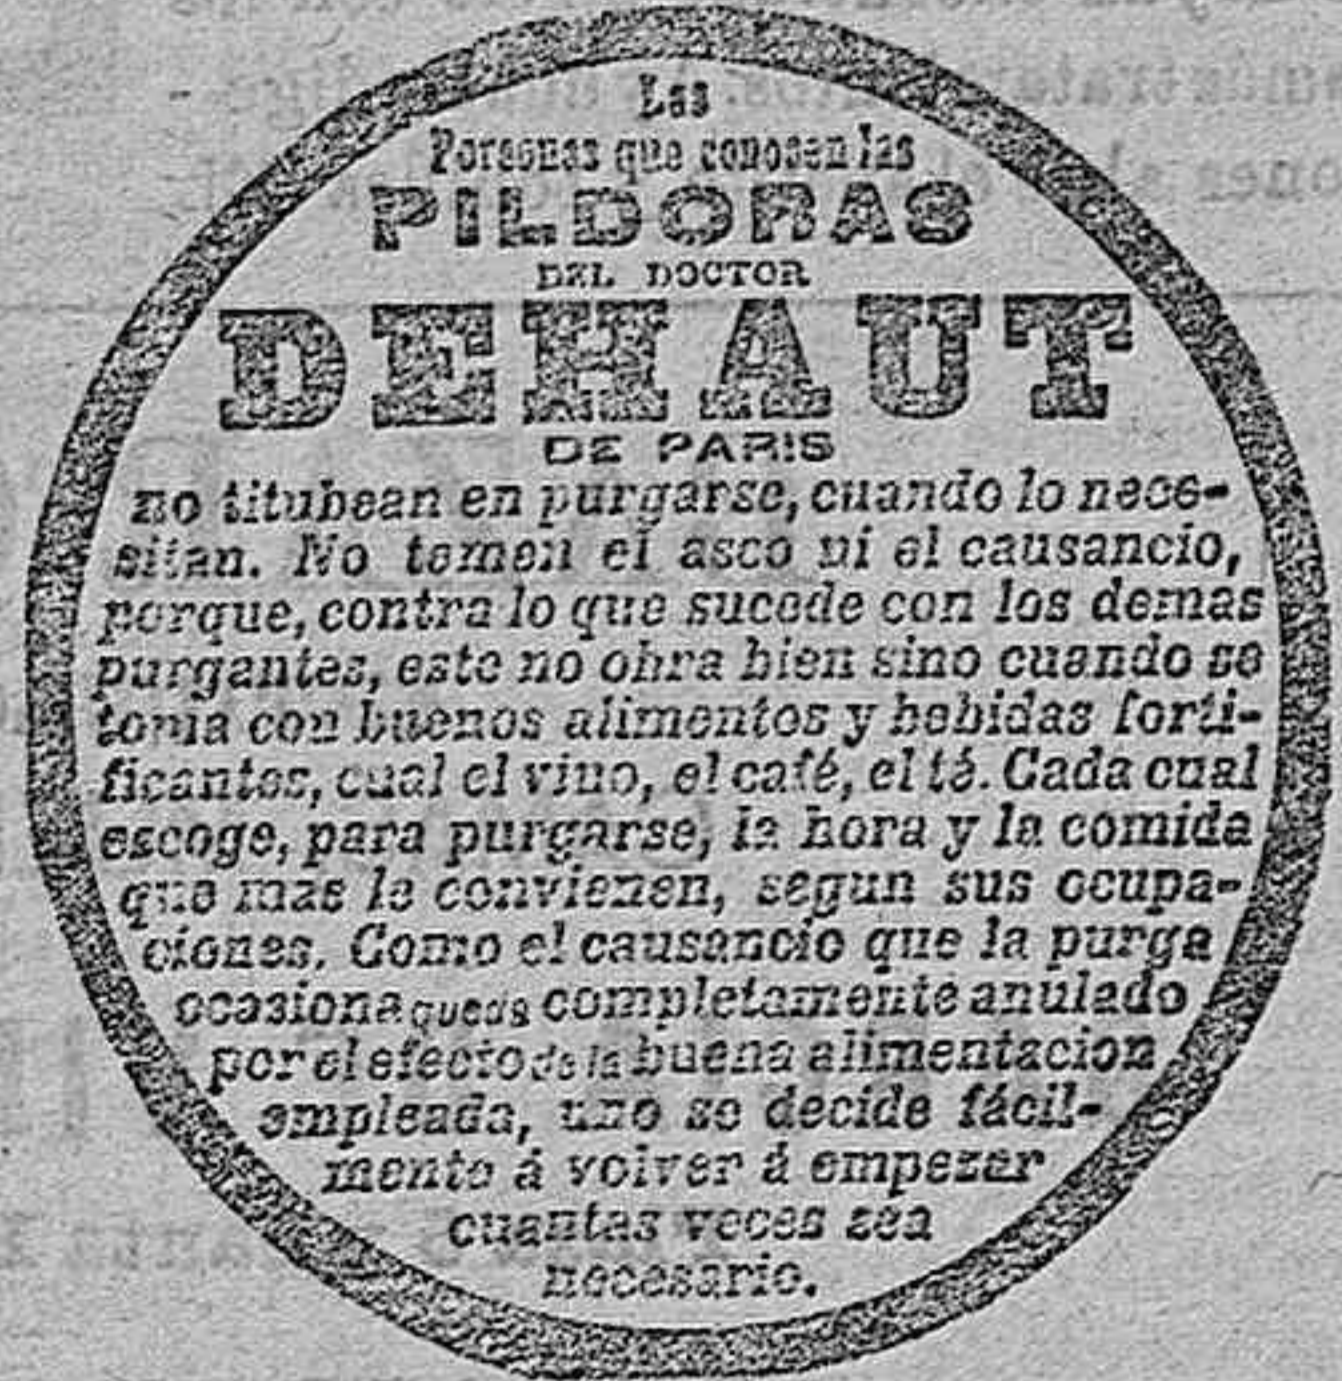 Las
Personas que conocen las
PILDORAS
DEL DOCTOR
DEHAUT
DE PARIS
no titubean en purgarse, cuando lo nece-
sitan. No temen el asco ni el causancio,
porque, contra lo que sucede con los demas
purgantes, este no obra bien sino cuando se
toma con buenos alimentos y bebidas forti-
ficantes, cual el vino, el café, el té. Cada cual
escoge, para purgarse, la hora y la comida
que mas le convienen, segun sus ocupa-
ciones. Como el causancio que la purga
ocasiona queda completamente anulado
por el efecto de la buena alimentacion
empleada, uno se decide fácil-
mente á volver á empezar
cuantas veces sea
necesario.